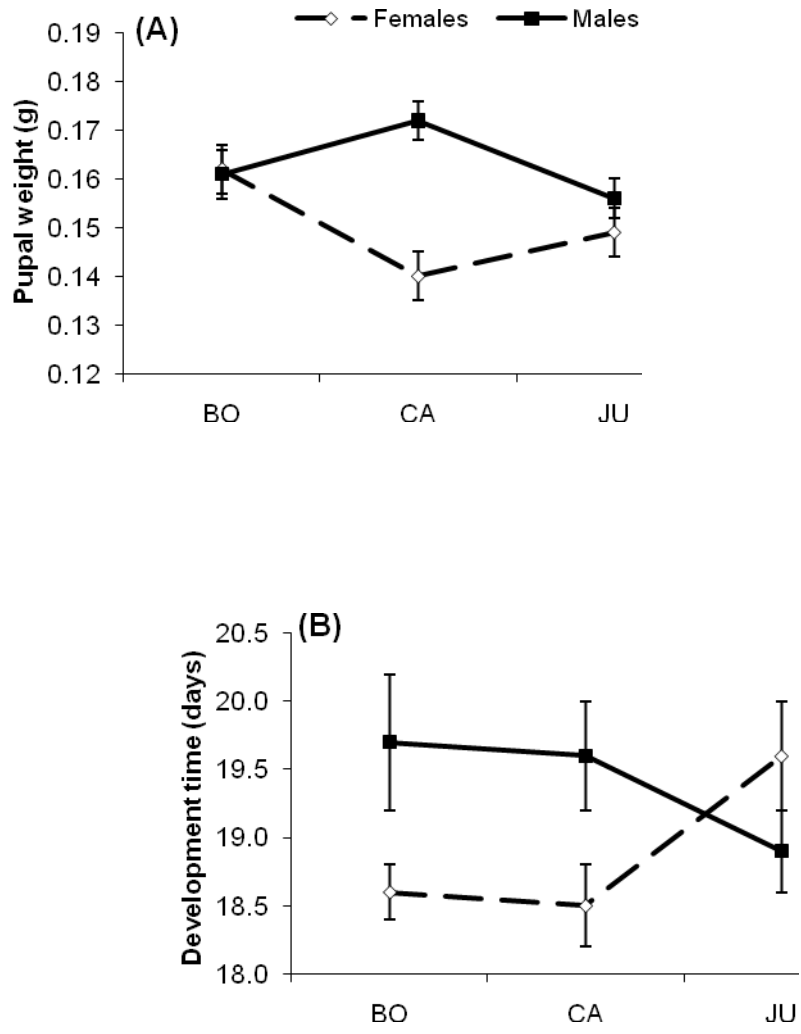 (A)
Females
Males
Pupal weight (g)
0.19
0.18
0.17
0.16
0.15
0.14
0.13
0.12
BO
CA
JU
(B)
Development time (days)
20.5
20.0
19.5
19.0
18.5
18.0
BO
CA
JU